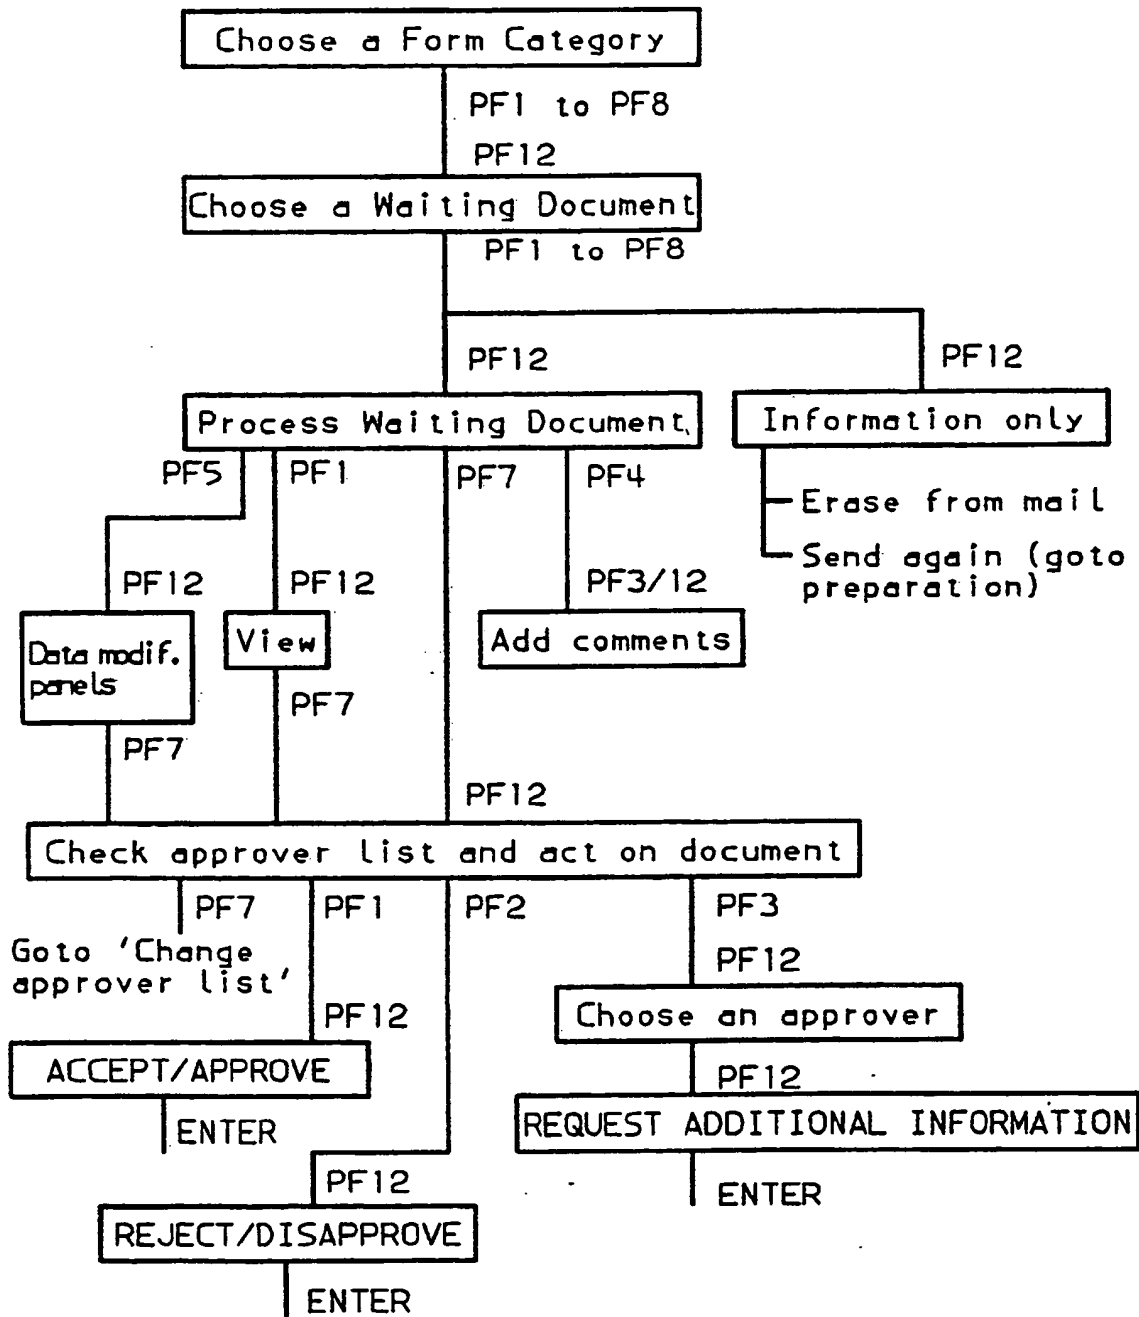 Choose a Form Category
PF1 to PF8
PF12
Choose a Waiting Document
PF1 to PF8
PF12
PF12
Process Waiting Document
Information only
PF5
PF1
PF7
PF4
Erase from mail
Send again (goto
preparation)
PF12
PF12
PF3/12
Data modif.
panels
View
Add comments
PF7
PF7
PF12
Check approver list and act on document
PF7
PF1
PF2
PF3
Goto 'Change
approver list'
PF12
Choose an approver
PF12
ACCEPT/APPROVE
PF12
REQUEST ADDITIONAL INFORMATION
ENTER
PF12
ENTER
REJECT/DISAPPROVE
ENTER